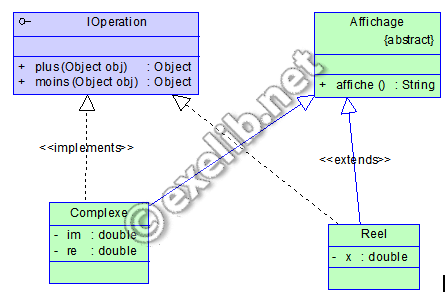 IOperation
+ plus (Object obj) : Object
+ moins (Object obj) : Object
Affichage
{abstract}
+ affiche () : String
<<implements>>
<<extends>>
Complexe
- im : double
- re : double
Reel
- x : double
© exelib.net